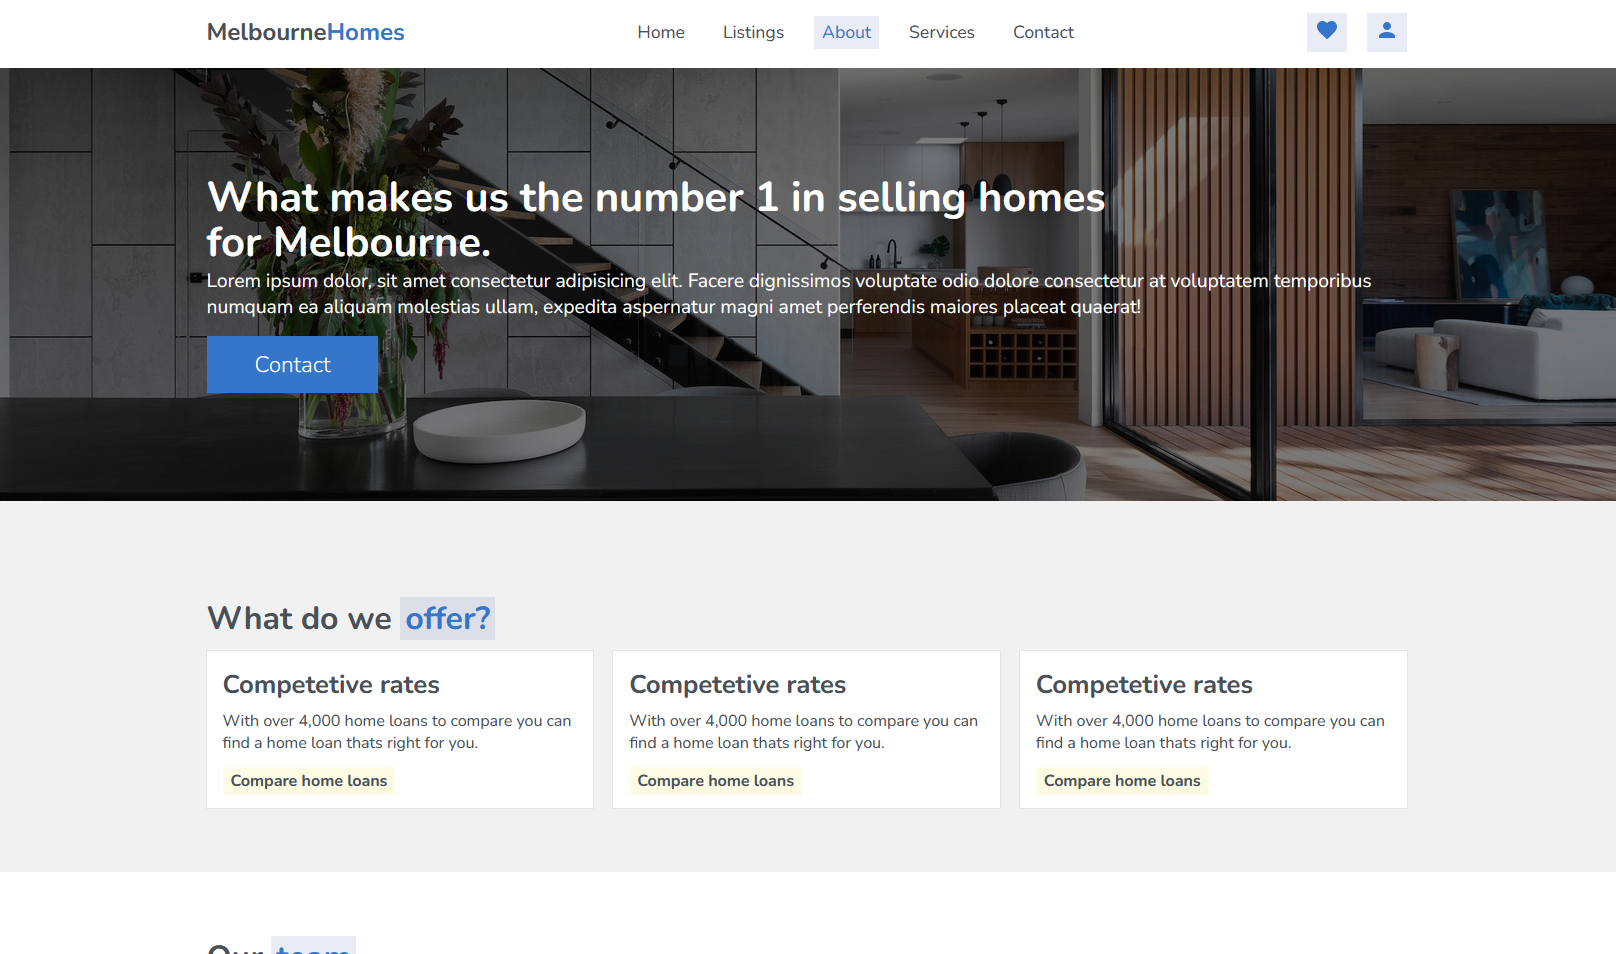 MelbourneHomes
Home
Listings
About
Services
Contact
What makes us the number 1 in selling homes
for Melbourne.
Lorem ipsum dolor, sit amet consectetur adipisicing elit. Facere dignissimos voluptate odio dolore consectetur at voluptatem temporibus
numquam ea aliquam molestias ullam, expedita aspernatur magni amet perferendis maiores placeat quaerat!
Contact
What do we offer?
Competetive rates
With over 4,000 home loans to compare you can
find a home loan thats right for you.
Compare home loans
Competetive rates
With over 4,000 home loans to compare you can
find a home loan thats right for you.
Compare home loans
Competetive rates
With over 4,000 home loans to compare you can
find a home loan thats right for you.
Compare home loans
Our team